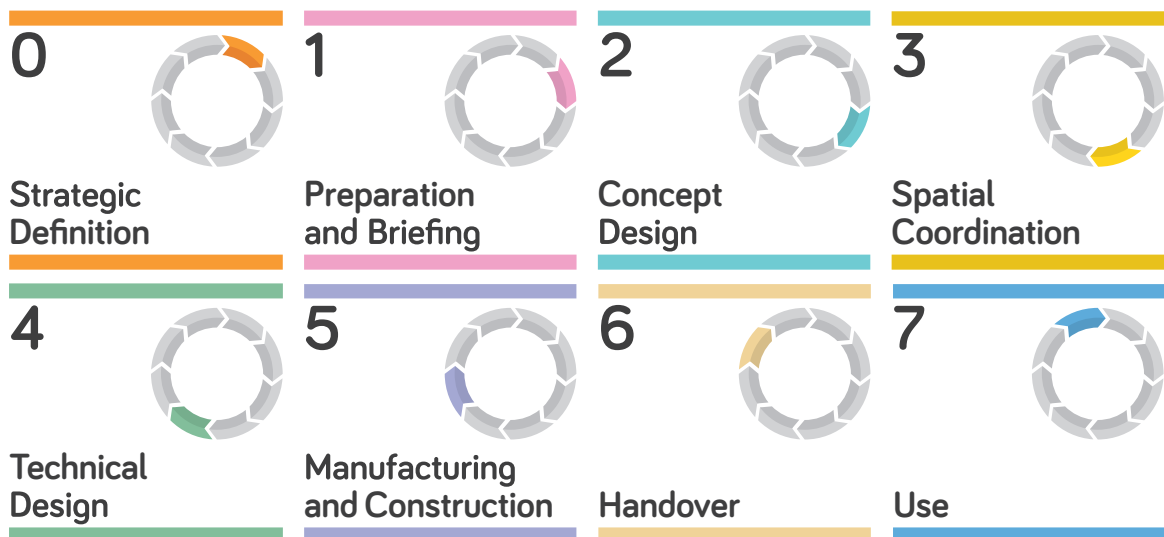 0
Strategic
Definition
1
Preparation
and Briefing
2
Concept
Design
3
Spatial
Coordination
4
Technical
Design
5
Manufacturing
and Construction
6
Handover
7
Use